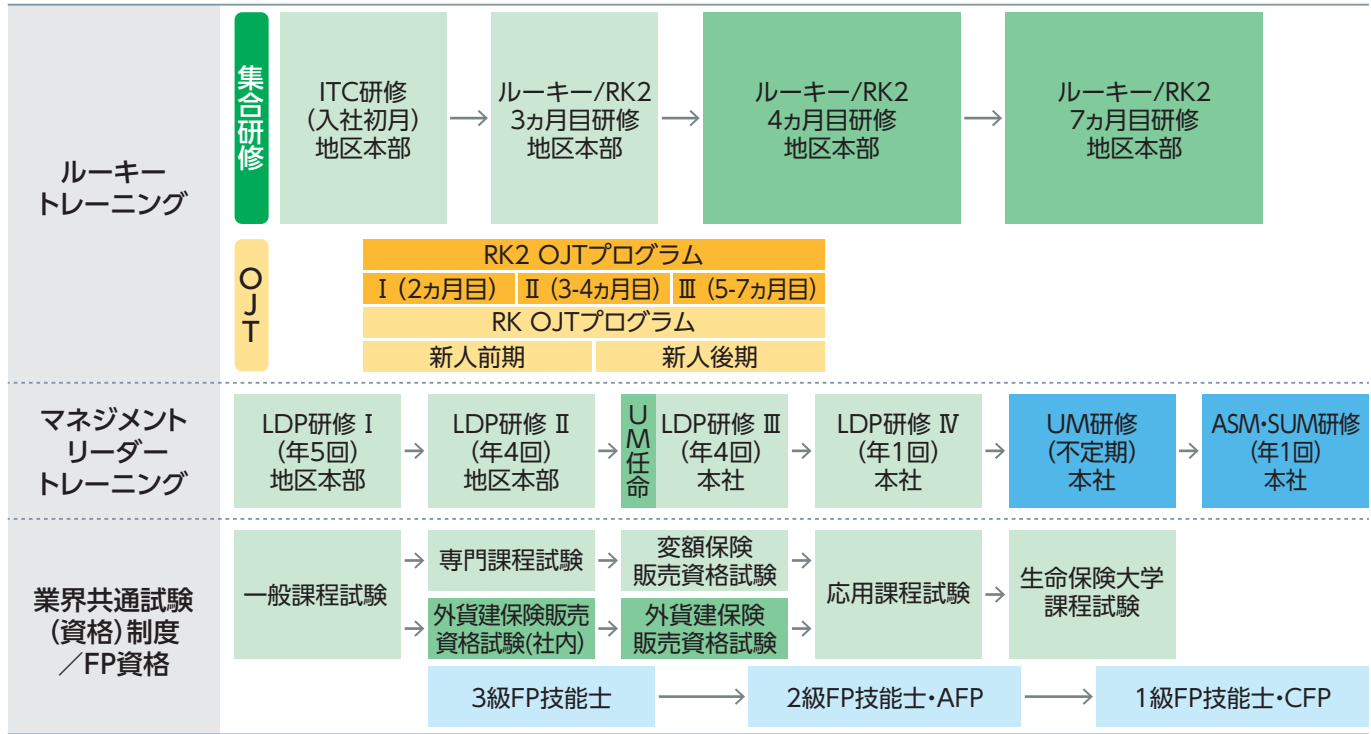 ルーキー
トレーニング
集合研修
ITC研修
(入社初月)
地区本部
ルーキー/RK2
3ヵ月目研修
地区本部
ルーキー/RK2
4ヵ月目研修
地区本部
ルーキー/RK2
7ヵ月目研修
地区本部
OJT
RK2 OJTプログラム
Ⅰ (2ヵ月目)
Ⅱ (3-4ヵ月目)
Ⅲ (5-7ヵ月目)
RK OJTプログラム
新人前期
新人後期
マネジメント
リーダー
トレーニング
LDP研修 Ⅰ
(年5回)
地区本部
LDP研修 Ⅱ
(年4回)
地区本部
UM任命
LDP研修 Ⅲ
(年4回)
本社
LDP研修 Ⅳ
(年1回)
本社
UM研修
(不定期)
本社
ASM・SUM研修
(年1回)
本社
業界共通試験
(資格)制度
／FP資格
一般課程試験
専門課程試験
変額保険
販売資格試験
外貨建保険販売
資格試験(社内)
外貨建保険
販売資格試験
応用課程試験
生命保険大学
課程試験
3級FP技能士
2級FP技能士・AFP
1級FP技能士・CFP